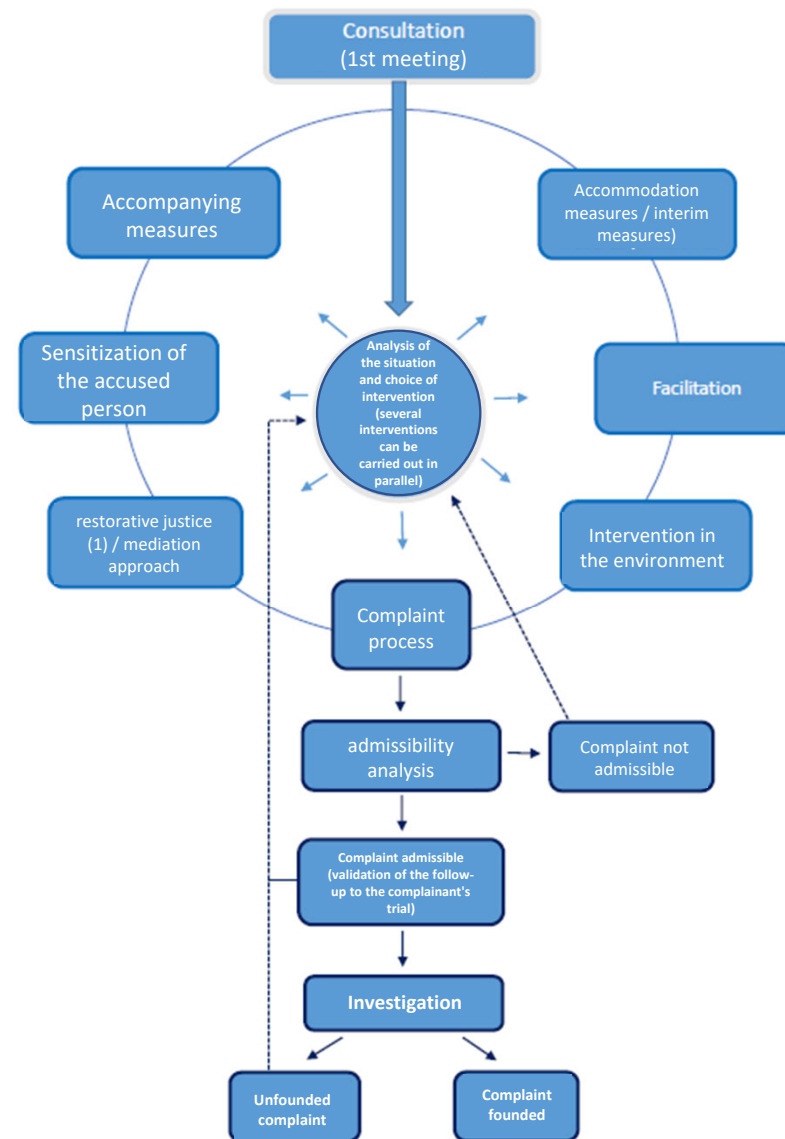 Consultation
(1st meeting)
Accompanying
measures
Accommodation
measures / interim
measures)
Sensitization of
the accused
person
Analysis of
the situation
and choice of
intervention
(several
interventions
can be
carried out in
parallel)
Facilitation
restorative justice
(1) / mediation
approach
Intervention in
the environment
Complaint
process
admissibility
analysis
Complaint not
admissible
Complaint admissible
(validation of the follow-
up to the complainant's
trial)
Investigation
Unfounded
complaint
Complaint
founded